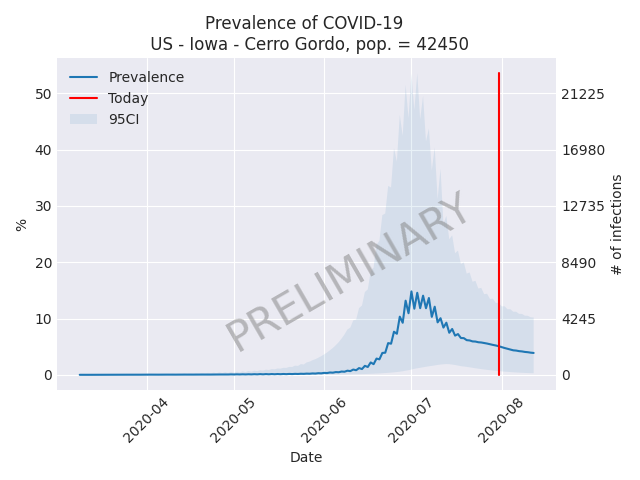 Prevalence of COVID-19
US - Iowa - Cerro Gordo, pop. = 42450
Prevalence
Today
95CI
50
40
30
20
10
0
%
21225
16980
12735
8490
4245
0
# of infections
PRELIMINARY
2020-04
2020-05
2020-06
2020-07
2020-08
Date